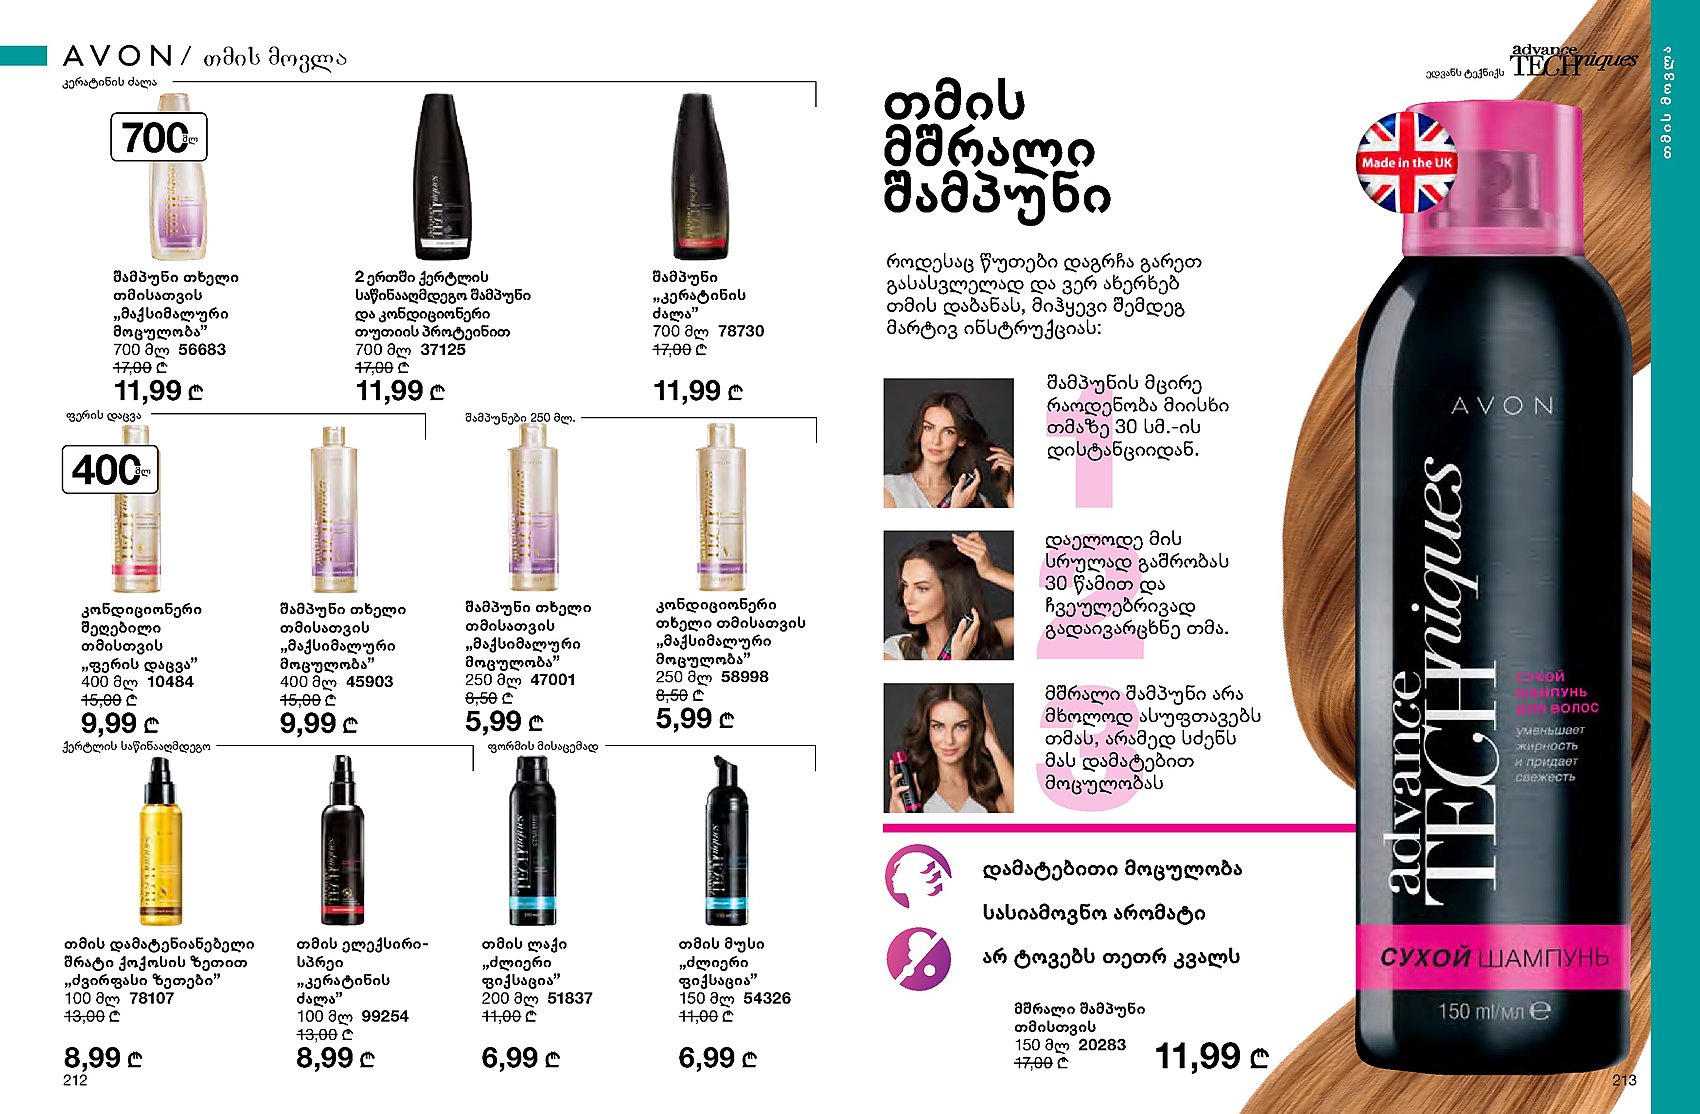 AVON / თმის მოვლა
კერატინის ძალა
700 მლ
შამპუნი თხელი
თმისათვის
„მაქსიმალური
მოცულობა”
700 მლ 56683
17,00 ₾
11,99 ₾
2 ერთში ქერტლის
საწინააღმდეგო შამპუნი
და კონდიციონერი
თუთიის პროტეინით
700 მლ 37125
17,00 ₾
11,99 ₾
შამპუნი
„კერატინის
ძალა”
700 მლ 78730
17,00 ₾
11,99 ₾
ფერის დაცვა
400 მლ
კონდიციონერი
შეღებილი
თმისთვის
„ფერის დაცვა”
400 მლ 10484
15,00 ₾
9,99 ₾
შამპუნი თხელი
თმისათვის
„მაქსიმალური
მოცულობა”
400 მლ 45903
15,00 ₾
9,99 ₾
შამპუნები 250 მლ.
შამპუნი თხელი
თმისათვის
„მაქსიმალური
მოცულობა”
250 მლ 47001
8,50 ₾
5,99 ₾
კონდიციონერი
თხელი თმისათვის
„მაქსიმალური
მოცულობა”
250 მლ 58998
8,50 ₾
5,99 ₾
ქერტლის საწინააღმდეგო
თმის დამატენიანებელი
შრატი ქოქოსის ზეთით
„ძვირფასი ზეთები”
100 მლ 78107
13,00 ₾
8,99 ₾
თმის ელექსირი-
სპრეი
„კერატინის
ძალა”
100 მლ 99254
13,00 ₾
8,99 ₾
ფორმის მისაცემად
თმის ლაქი
„ძლიერი
ფიქსაცია”
200 მლ 51837
11,00 ₾
6,99 ₾
თმის მუსი
„ძლიერი
ფიქსაცია”
150 მლ 54326
11,00 ₾
6,99 ₾
212
ედვანს ტექნიქს
advance
TECHniques
თმის მოვლა
თმის
მშრალი
შამპუნი
როდესაც წუთები დაგრჩა გარეთ
გასასვლელად და ვერ ახერხებ
თმის დაბანას, მიჰყევი შემდეგ
მარტივ ინსტრუქციას:
1
შამპუნის მცირე
რაოდენობა მიისხი
თმაზე 30 სმ.-ის
დისტანციიდან.
2
დაელოდე მის
სრულად გაშრობას
30 წამით და
ჩვეულებრივად
გადაივარცხნე თმა.
3
მშრალი შამპუნი არა
მხოლოდ ასუფთავებს
თმას, არამედ სძენს
მას დამატებით
მოცულობას
დამატებითი მოცულობა
სასიამოვნო არომატი
არ ტოვებს თეთრ კვალს
მშრალი შამპუნი
თმისთვის
150 მლ 20283
17,00 ₾
11,99 ₾
Made in the UK
AVON
advance
TECHniques
СУХОЙ
ШАМПУНЬ
ДЛЯ ВОЛОС
уменьшает
жирность
и придает
свежесть
СУХОЙ ШАМПУНЬ
150 ml/мл ℮
213